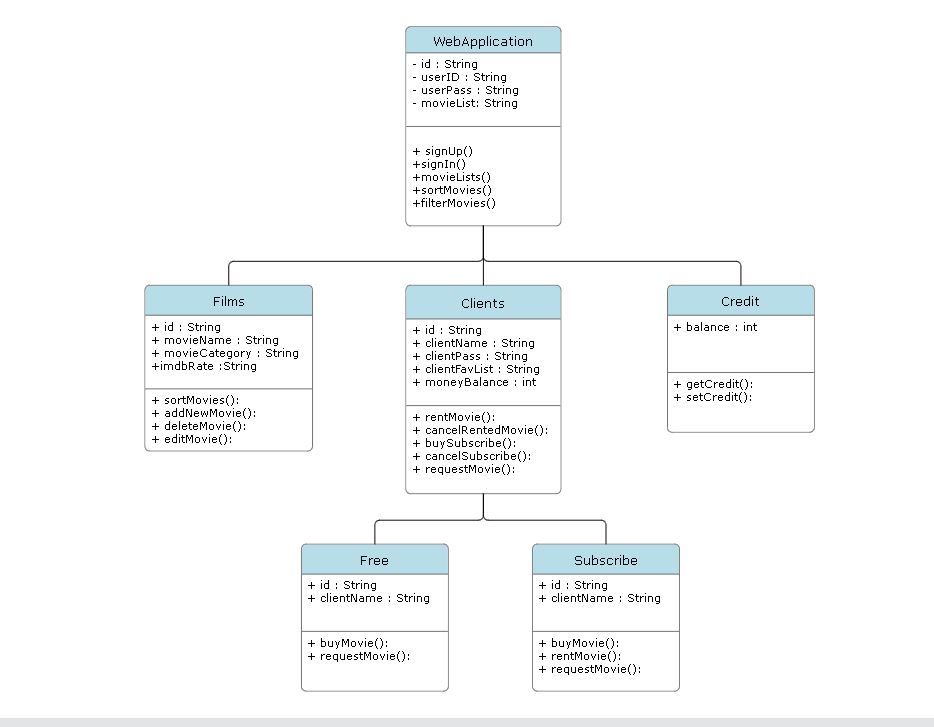 WebApplication
- id : String
- userID : String
- userPass : String
- movieList: String
+ signUp()
+signIn()
+movieLists()
+sortMovies()
+filterMovies()
Films
+ id : String
+ movieName : String
+ movieCategory : String
+imdbRate :String
+ sortMovies():
+ addNewMovie():
+ deleteMovie():
+ editMovie():
Clients
+ id : String
+ clientName : String
+ clientPass : String
+ clientFavList : String
+ moneyBalance : int
+ rentMovie():
+ cancelRentedMovie():
+ buySubscribe():
+ cancelSubscribe():
+ requestMovie():
Credit
+ balance : int
+ getCredit():
+ setCredit():
Free
+ id : String
+ clientName : String
+ buyMovie():
+ requestMovie():
Subscribe
+ id : String
+ clientName : String
+ buyMovie():
+ rentMovie():
+ requestMovie():